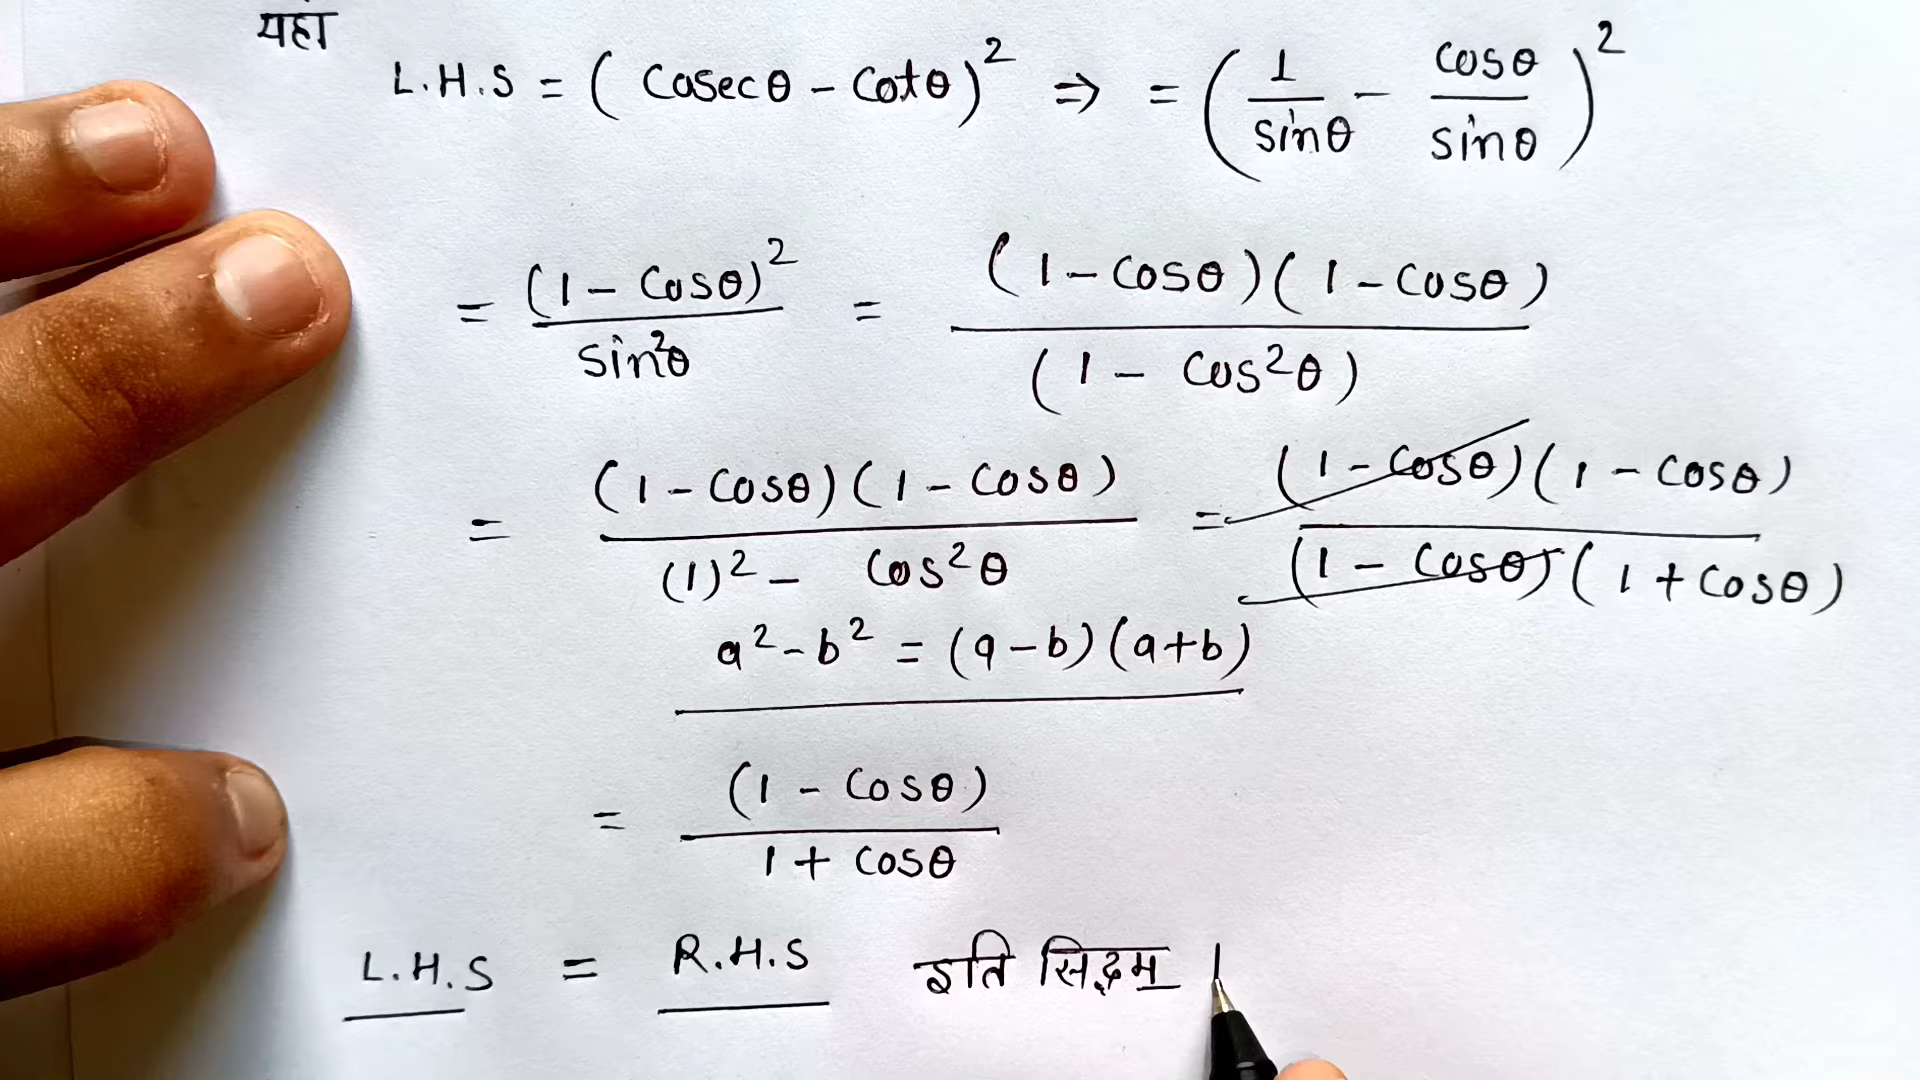 यहां
L.H.S = ( Cosecθ - Cotθ )² ⇒ = ( 1/sinθ - cosθ/sinθ )²
= (1 - Cosθ)² / sin²θ = (1 - Cosθ)(1 - Cosθ) / (1 - Cos²θ)
= (1 - Cosθ)(1 - Cosθ) / (1)² - Cos²θ = (1 - Cosθ)(1 - Cosθ) / (1 - Cosθ)(1 + Cosθ)
a² - b² = (a - b)(a + b)
= (1 - Cosθ) / 1 + Cosθ
L.H.S = R.H.S इति सिद्धम ।